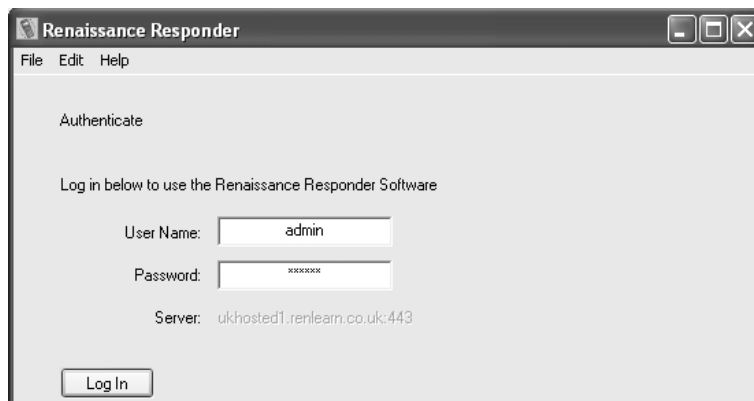 Renaissance Responder
File Edit Help
Authenticate
Log in below to use the Renaissance Responder Software
User Name: admin
Password: ××××××
Server: ukhosted1.renlearn.co.uk:443
Log In